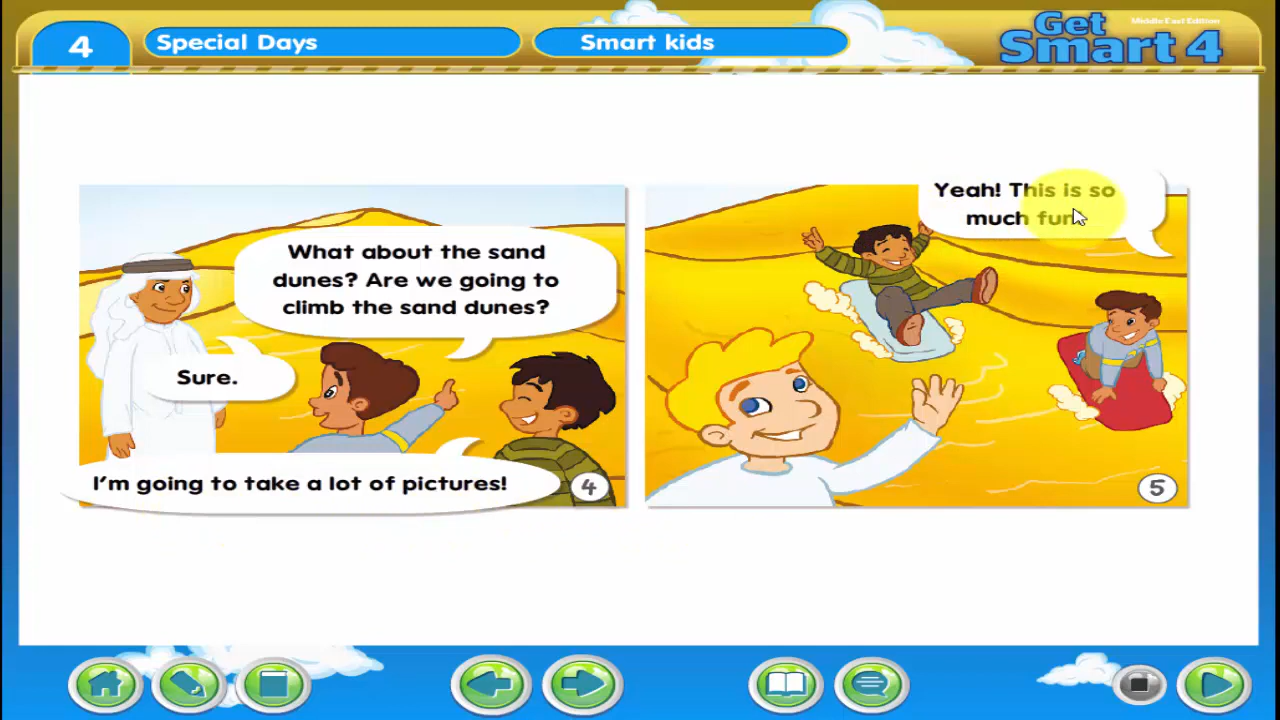 4
Special Days
Smart kids
Middle East Edition
Get
Smart 4
What about the sand
dunes? Are we going to
climb the sand dunes?
Sure.
I'm going to take a lot of pictures!
4
Yeah! This is so
much fun
5